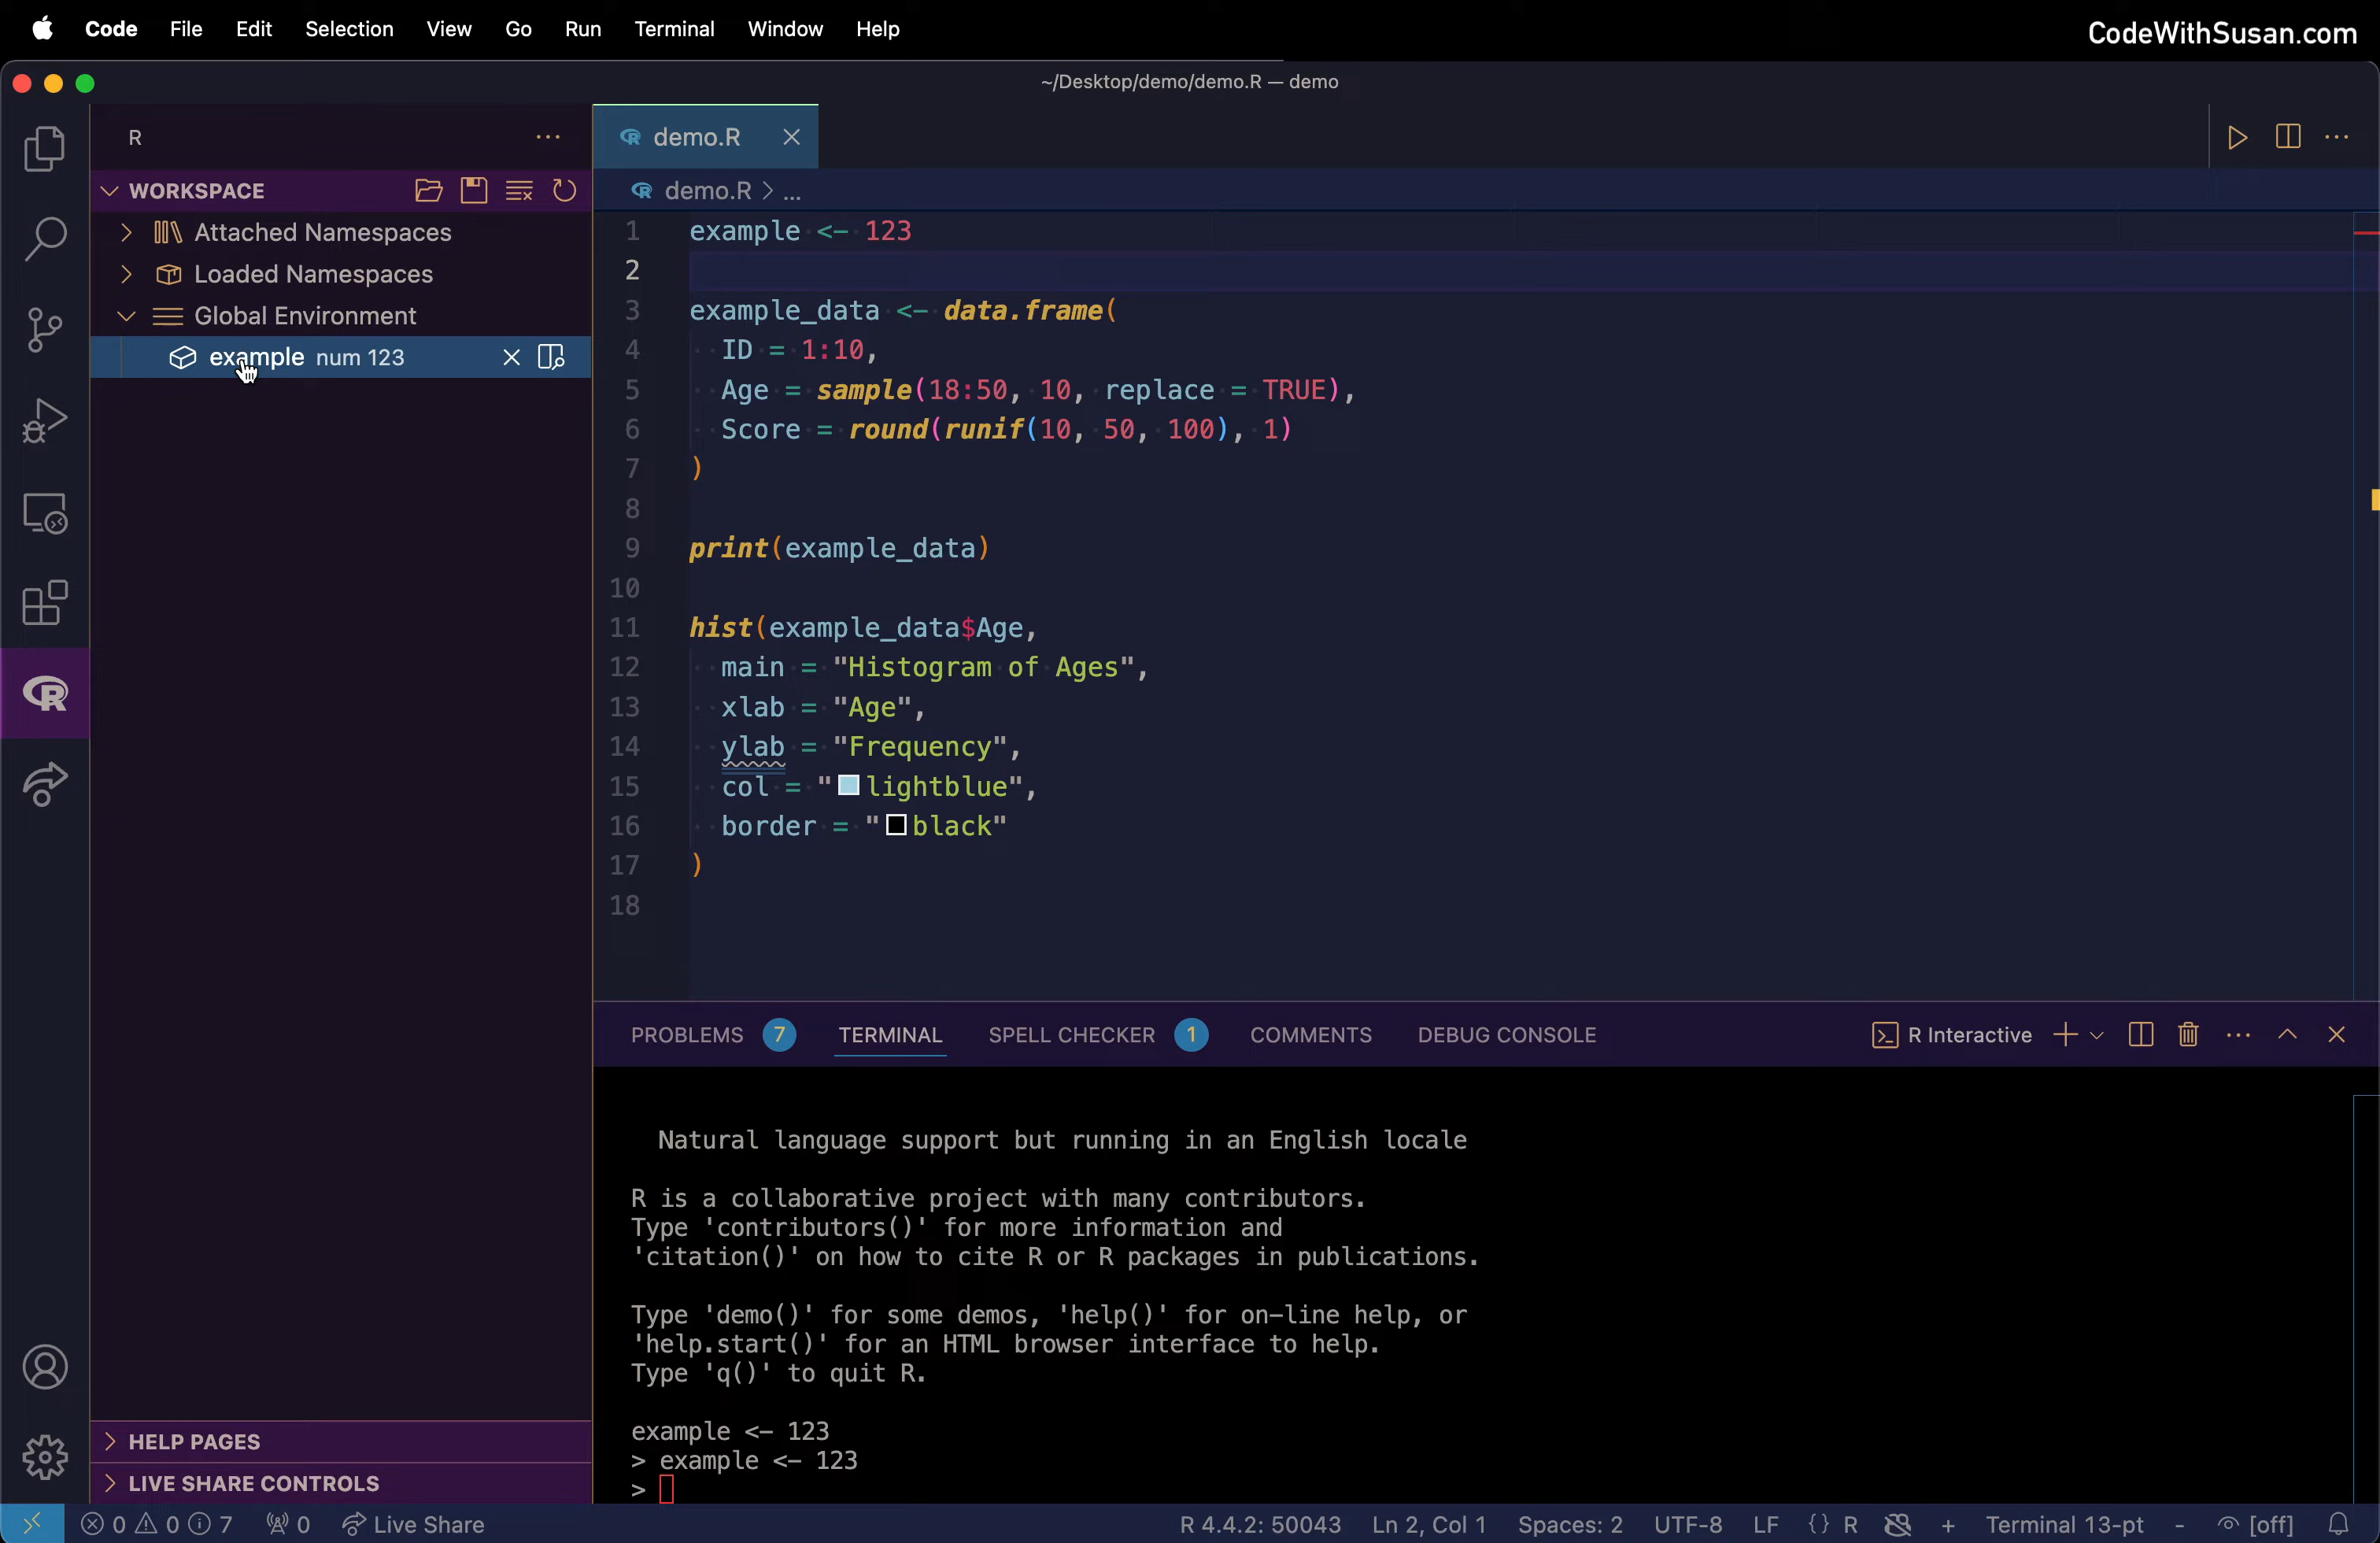 Code File Edit Selection View Go Run Terminal Window Help
CodeWithSusan.com
~/Desktop/demo/demo.R — demo
R
WORKSPACE
Attached Namespaces
Loaded Namespaces
Global Environment
example num 123
HELP PAGES
LIVE SHARE CONTROLS
demo.R
demo.R > ...
1 example <- 123
2
3 example_data <- data.frame(
4 ID = 1:10,
5 Age = sample(18:50, 10, replace = TRUE),
6 Score = round(runif(10, 50, 100), 1)
7 )
8
9 print(example_data)
10
11 hist(example_data$Age,
12 main = "Histogram of Ages",
13 xlab = "Age",
14 ylab = "Frequency",
15 col = "lightblue",
16 border = "black"
17 )
18
PROBLEMS 7 TERMINAL SPELL CHECKER 1 COMMENTS DEBUG CONSOLE R Interactive
Natural language support but running in an English locale
R is a collaborative project with many contributors.
Type 'contributors()' for more information and
'citation()' on how to cite R or R packages in publications.
Type 'demo()' for some demos, 'help()' for on-line help, or
'help.start()' for an HTML browser interface to help.
Type 'q()' to quit R.
example <- 123
> example <- 123
>
0 0 7 0 Live Share R 4.4.2: 50043 Ln 2, Col 1 Spaces: 2 UTF-8 LF {} R + Terminal 13-pt - [off]